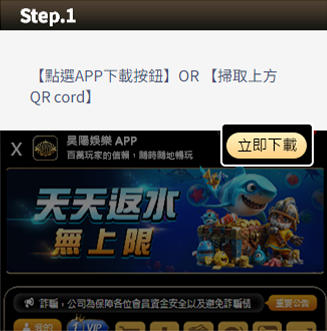 Step.1
【點選APP下載按鈕】OR 【掃取上方
QR cord】
X
昊陽娛樂 APP
百萬玩家的信賴，隨時隨地暢玩
立即下載
天天返水
無上限
詐騙，公司為保障各位會員資金安全以及避免詐騙情
重要公告
我的
VIP